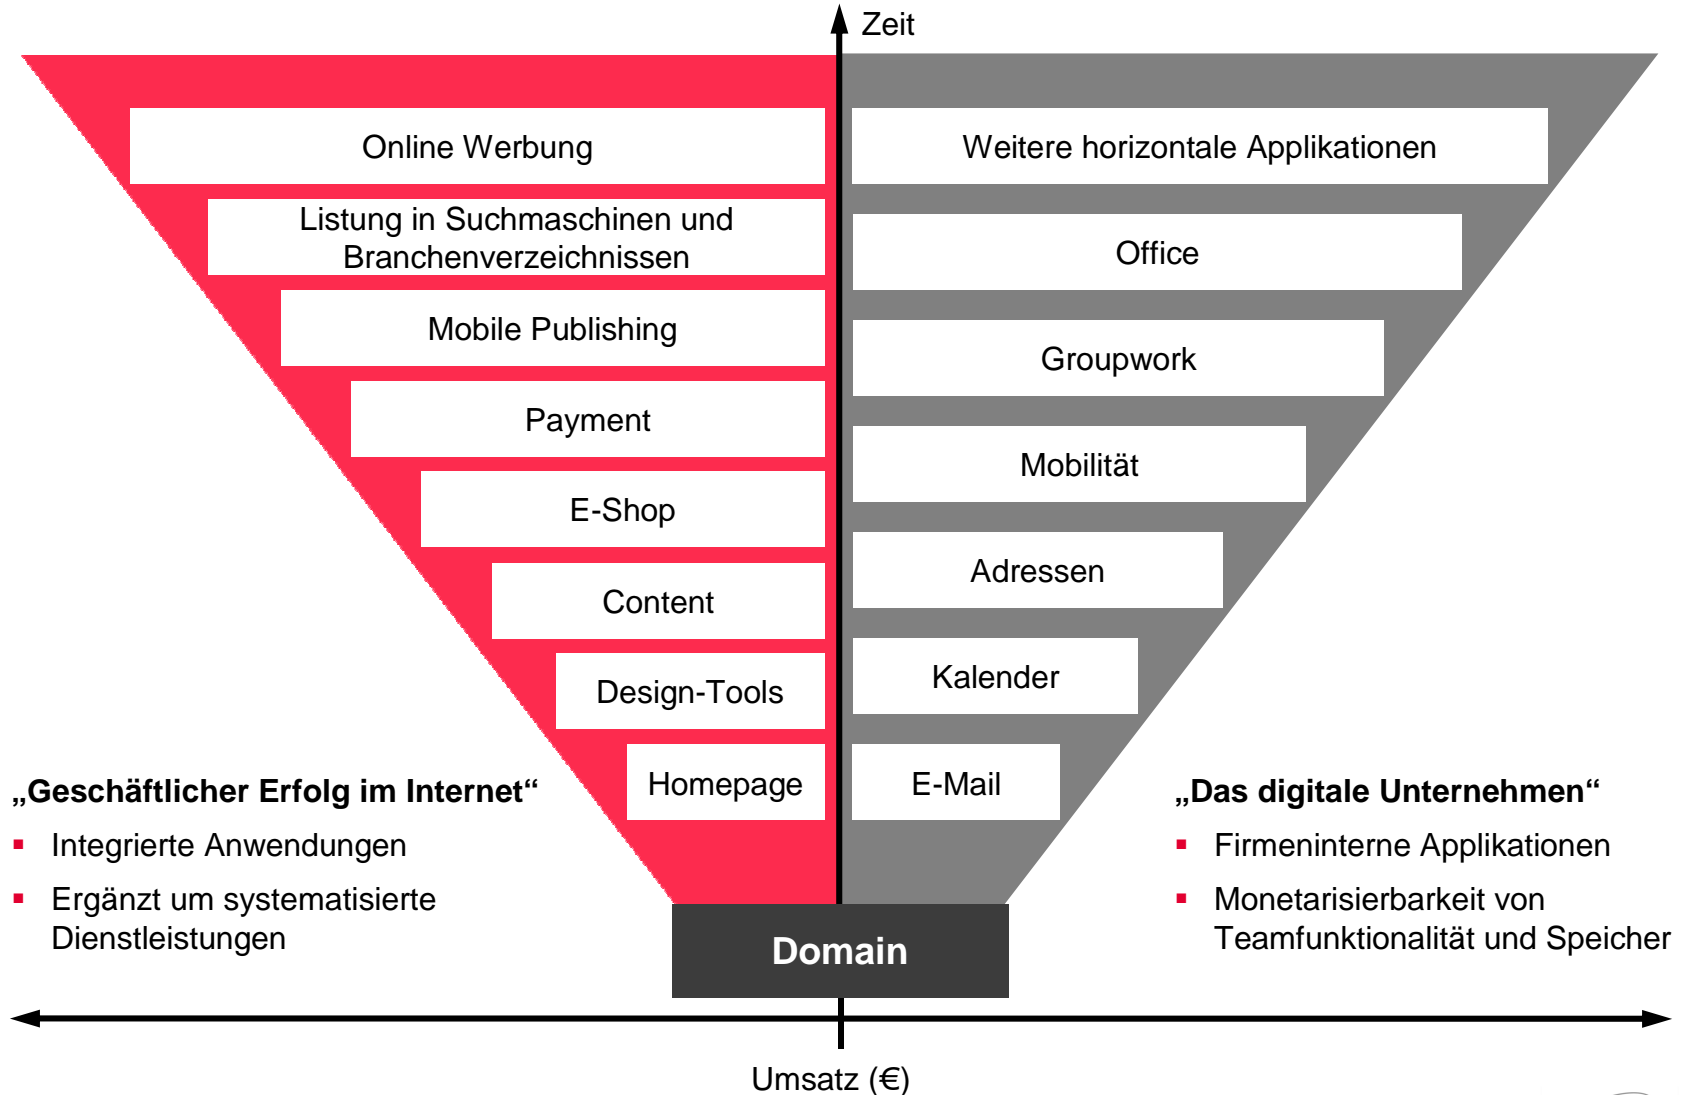 Zeit
Online Werbung
Listung in Suchmaschinen und
Branchenverzeichnissen
Mobile Publishing
Payment
E-Shop
Content
Design-Tools
Homepage
Weitere horizontale Applikationen
Office
Groupwork
Mobilität
Adressen
Kalender
E-Mail
„Geschäftlicher Erfolg im Internet“
▪ Integrierte Anwendungen
▪ Ergänzt um systematisierte
Dienstleistungen
„Das digitale Unternehmen“
▪ Firmeninterne Applikationen
▪ Monetarisierbarkeit von
Teamfunktionalität und Speicher
Domain
Umsatz (€)